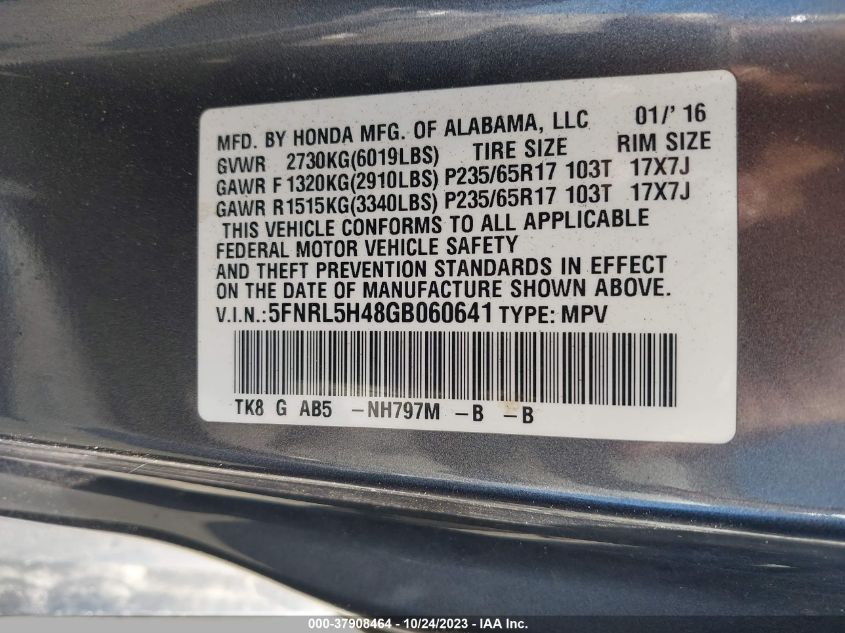 MFD. BY HONDA MFG. OF ALABAMA, LLC 01/'16
GVWR 2730KG(6019LBS) TIRE SIZE RIM SIZE
GAWR F 1320KG(2910LBS) P235/65R17 103T 17X7J
GAWR R1515KG(3340LBS) P235/65R17 103T 17X7J
THIS VEHICLE CONFORMS TO ALL APPLICABLE
FEDERAL MOTOR VEHICLE SAFETY
AND THEFT PREVENTION STANDARDS IN EFFECT
ON THE DATE OF MANUFACTURE SHOWN ABOVE.
V.I.N.:5FNRL5H48GB060641 TYPE: MPV
TK8 G AB5 -NH797M -B -B
000-37908464 - 10/24/2023 - IAA Inc.